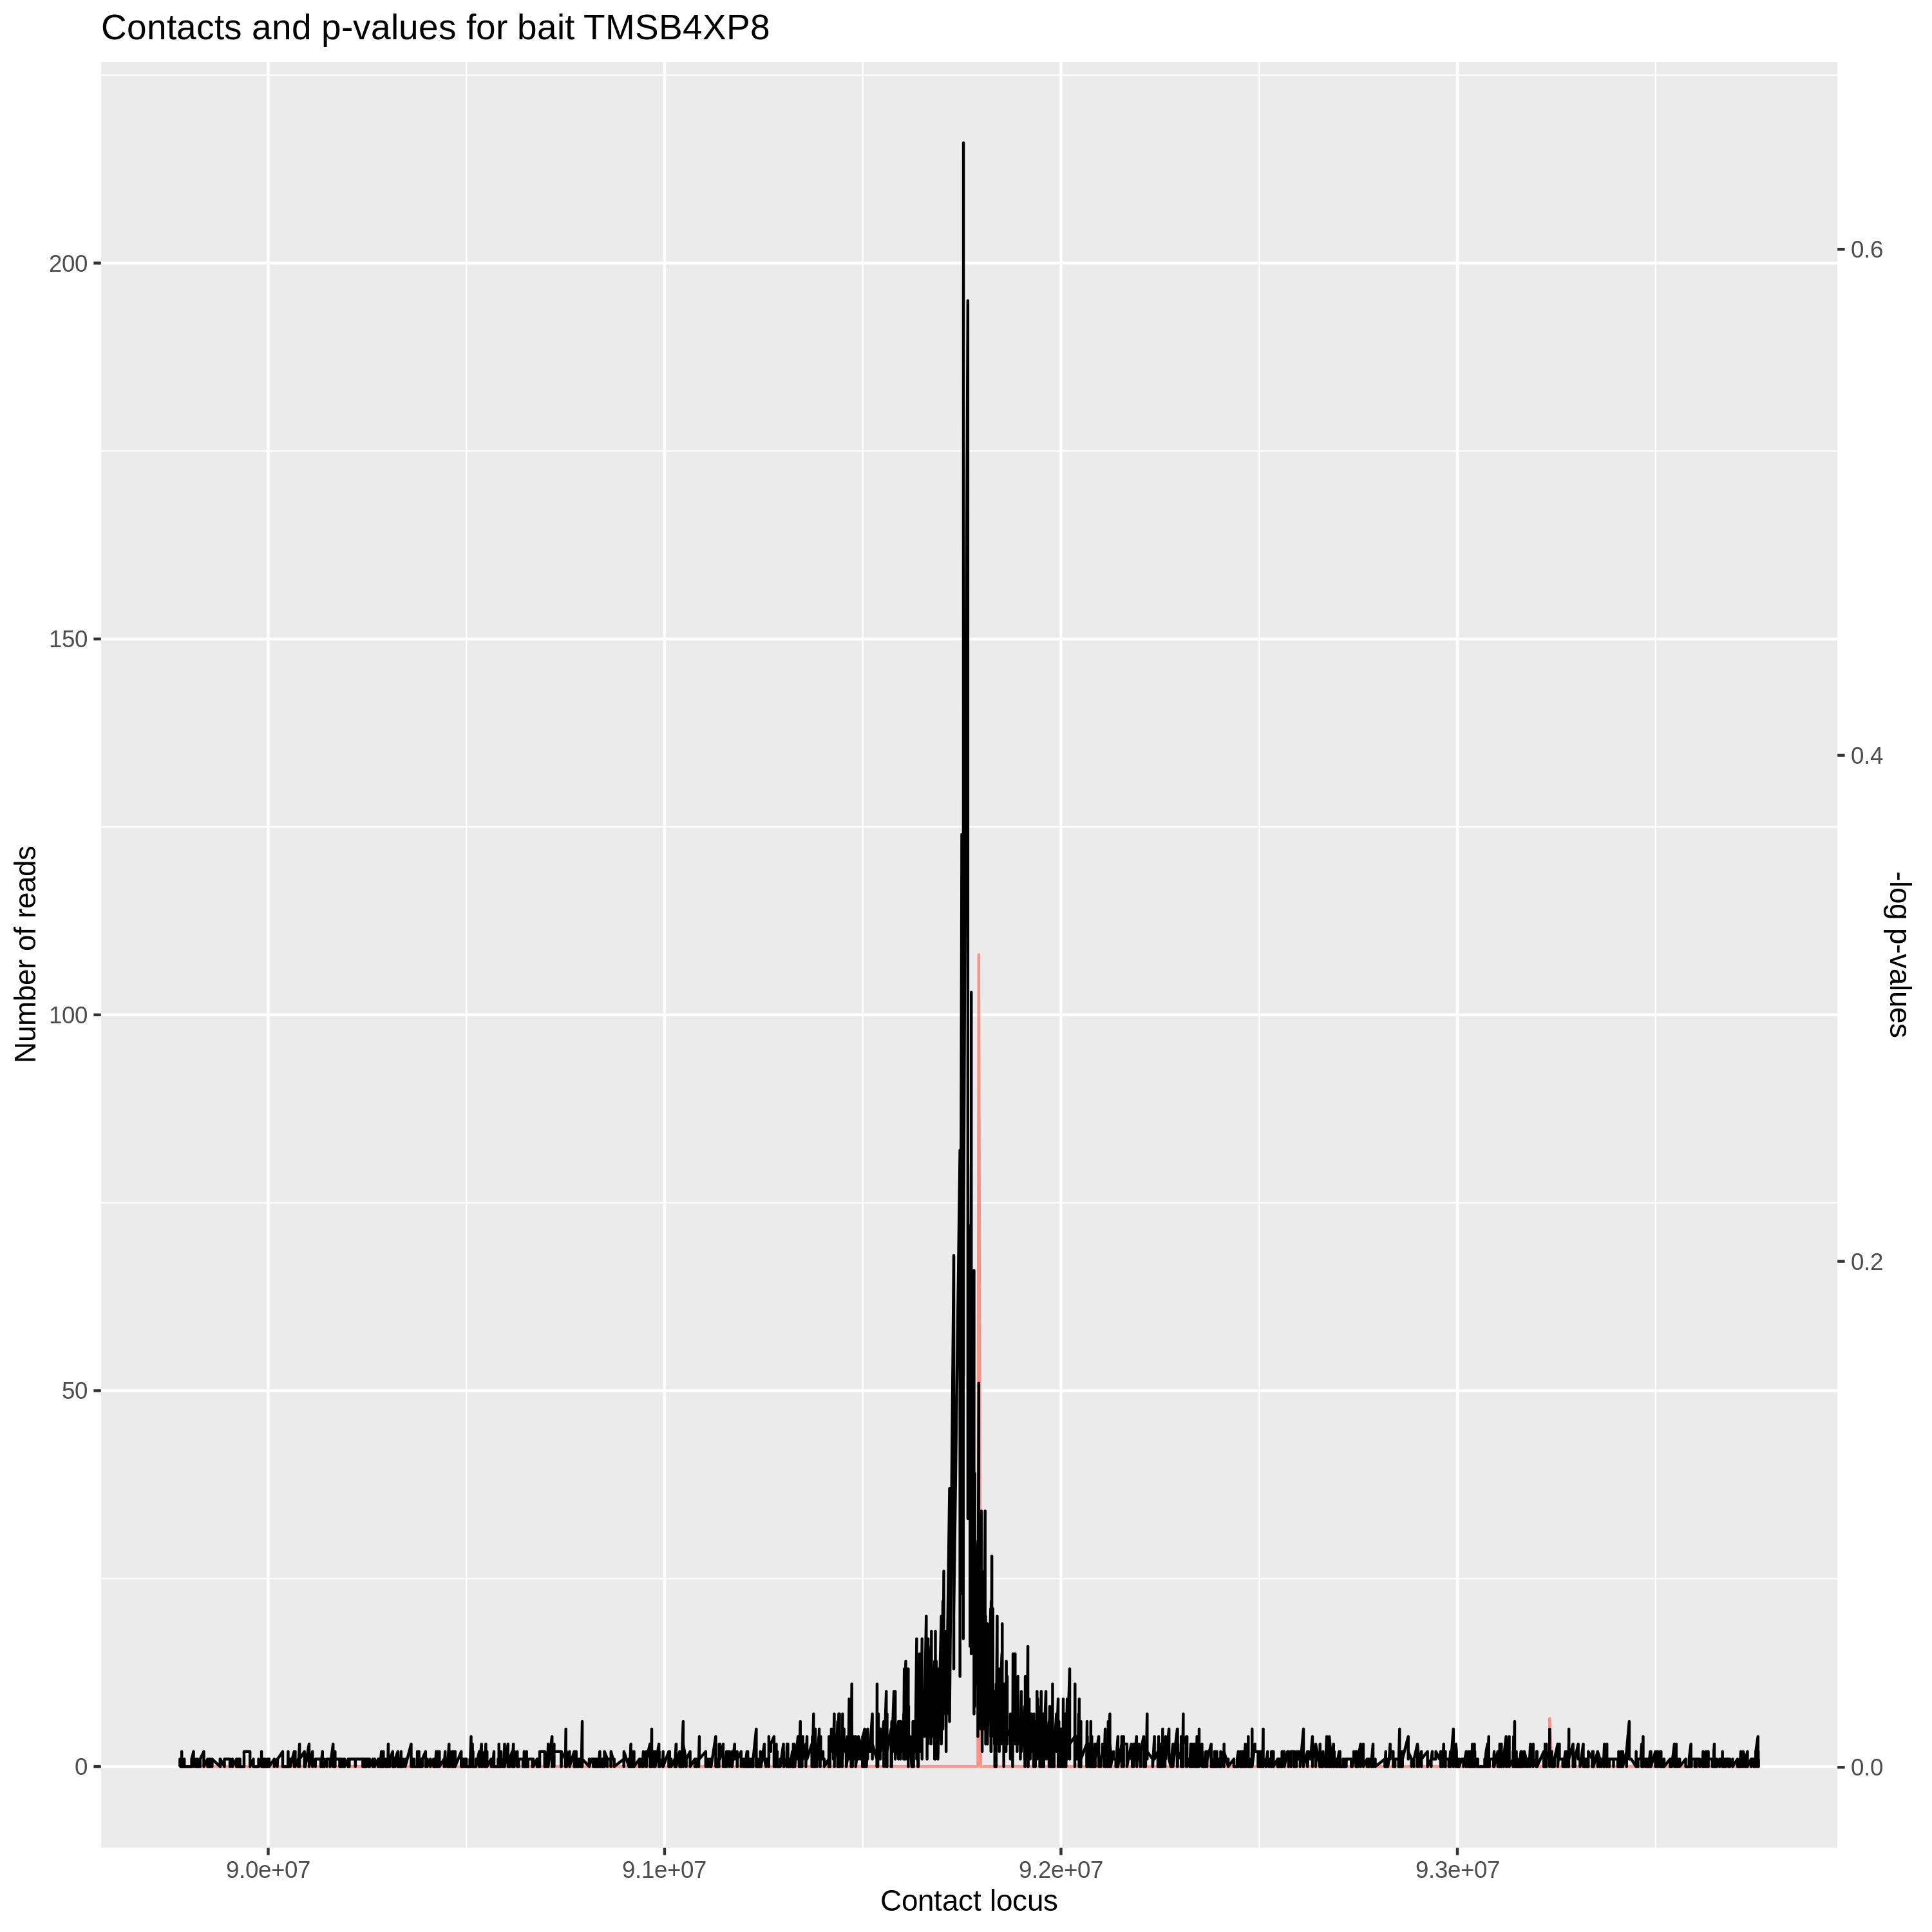 Contacts and p-values for bait TMSB4XP8
200
150
100
50
0
0.6
0.4
0.2
0.0
Number of reads
-log p-values
9.0e+07 9.1e+07 9.2e+07 9.3e+07
Contact locus